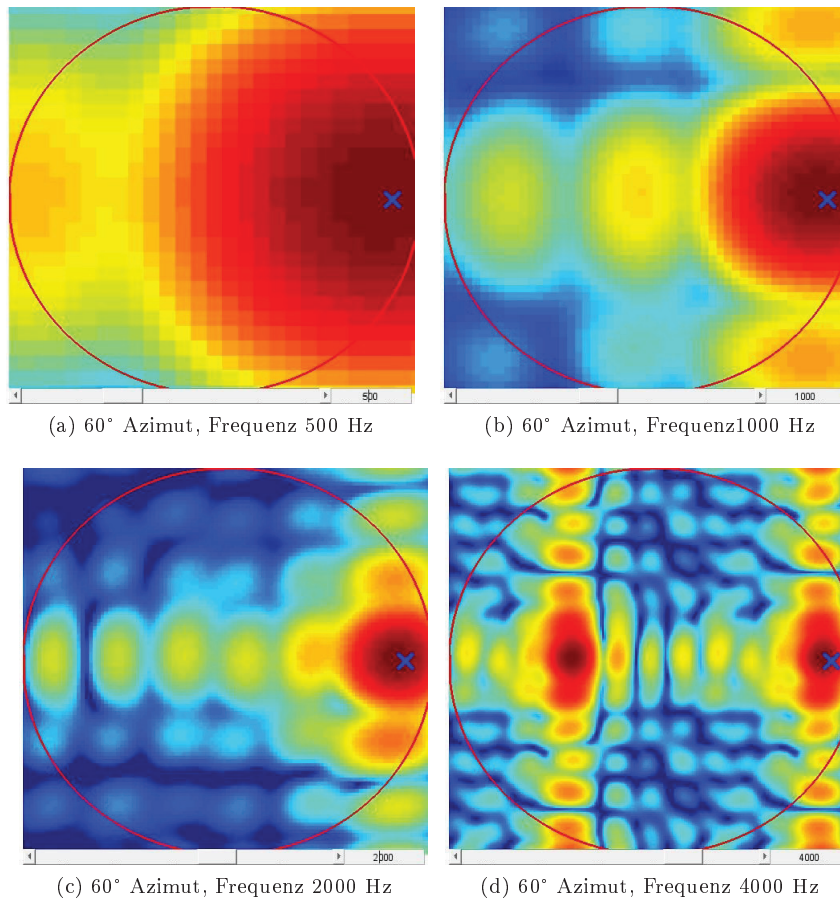 500
1000
(a) 60° Azimut, Frequenz 500 Hz
(b) 60° Azimut, Frequenz1000 Hz
2000
4000
(c) 60° Azimut, Frequenz 2000 Hz
(d) 60° Azimut, Frequenz 4000 Hz